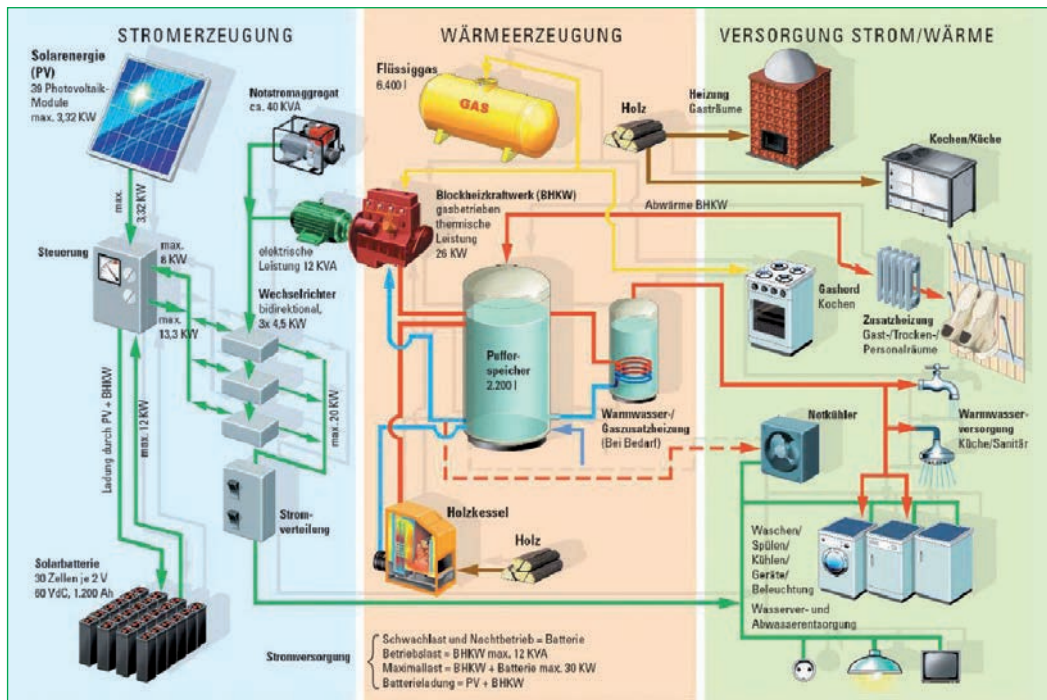 STROMERZEUGUNG
WÄRMEERZEUGUNG
VERSORGUNG STROM/WÄRME
Solarenergie
(PV)
39 Photovoltaik-
Module
max. 3,32 KW
Notstromaggregat
ca. 40 KVA
Flüssiggas
6.400 l
GAS
Holz
Heizung
Gasträume
Kochen/Küche
Blockheizkraftwerk (BHKW)
gasbetrieben
thermische
Leistung
26 KW
Abwärme BHKW
max.
3,32 KW
Steuerung
max.
8 KW
elektrische
Leistung 12 KVA
Wechselrichter
bidirektional,
3x 4,5 KW
max.
13,3 KW
max. 20 KW
Ladung durch PV + BHKW
max. 12 KW
Puffer-
speicher
2.200 l
Warmwasser-/
Gaszusatzheizung
(Bei Bedarf)
Gasherd
Kochen
Zusatzheizung
Gast-/Trocken-/
Personalräume
Notkühler
Warmwasser-
versorgung
Küche/Sanitär
Strom-
verteilung
Holzkessel
Holz
Waschen/
Spülen/
Kühlen/
Geräte/
Beleuchtung
Wasserver- und
Abwasserentsorgung
Solarbatterie
30 Zellen je 2 V
60 VdC, 1.200 Ah
Stromversorgung
Schwachlast und Nachtbetrieb = Batterie
Betriebslast = BHKW max. 12 KVA
Maximallast = BHKW + Batterie max. 30 KW
Batterieladung = PV + BHKW